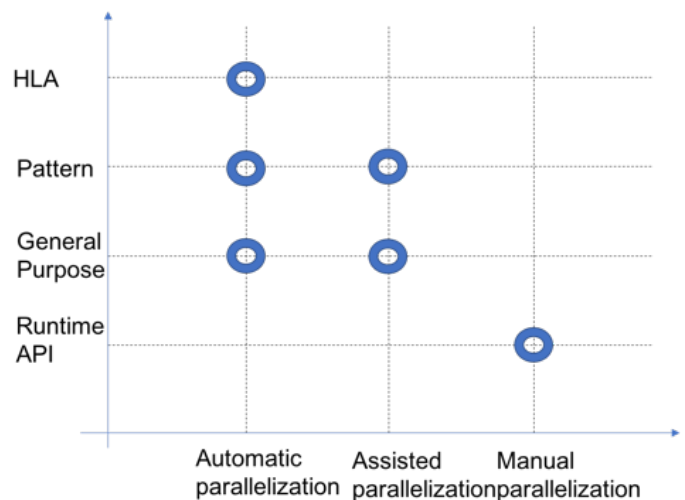 HLA
Pattern
General
Purpose
Runtime
API
Automatic
parallelization
Assisted
parallelization
Manual
parallelization